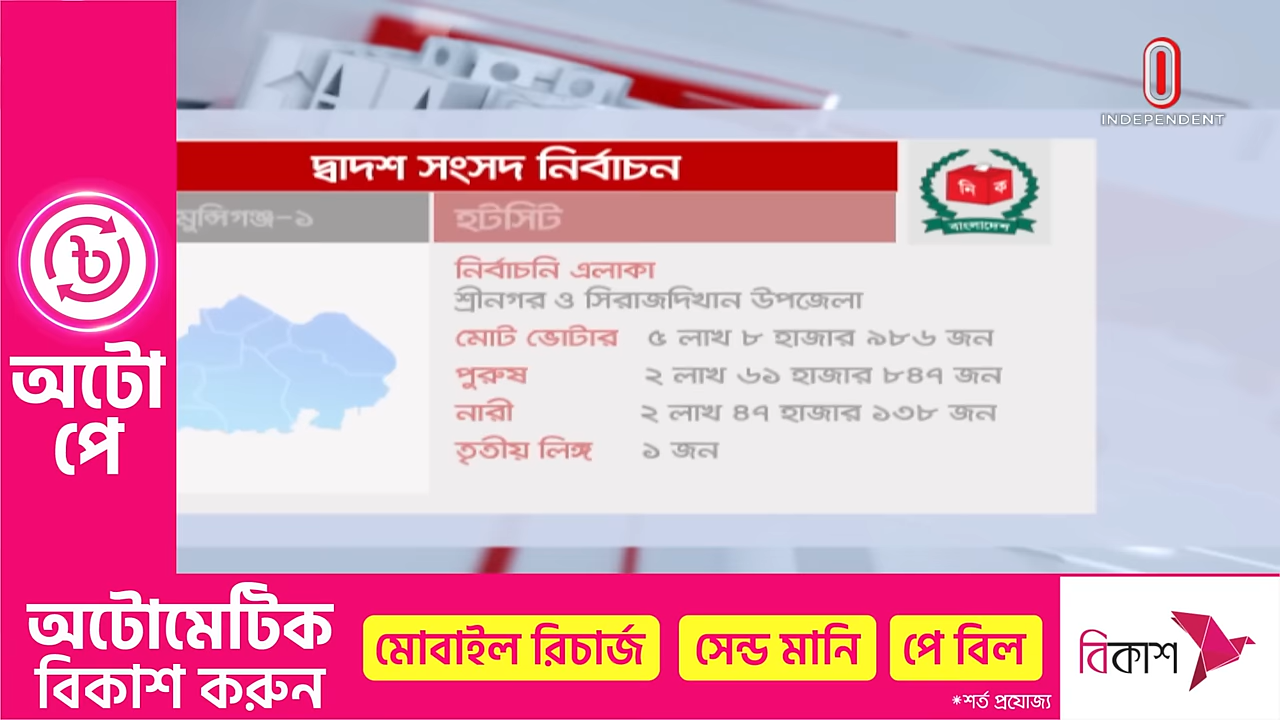 INDEPENDENT
দ্বাদশ সংসদ নির্বাচন
নি ক
বাংলাদেশ
মুন্সিগঞ্জ-১
হটসিট
নির্বাচনি এলাকা
শ্রীনগর ও সিরাজদিখান উপজেলা
মোট ভোটার ৫ লাখ ৮ হাজার ৯৮৬ জন
পুরুষ ২ লাখ ৬১ হাজার ৮৪৭ জন
নারী ২ লাখ ৪৭ হাজার ১৩৮ জন
তৃতীয় লিঙ্গ ১ জন
৳
অটো
পে
অটোমেটিক
বিকাশ করুন
মোবাইল রিচার্জ সেন্ড মানি পে বিল
*শর্ত প্রযোজ্য
বিকাশ